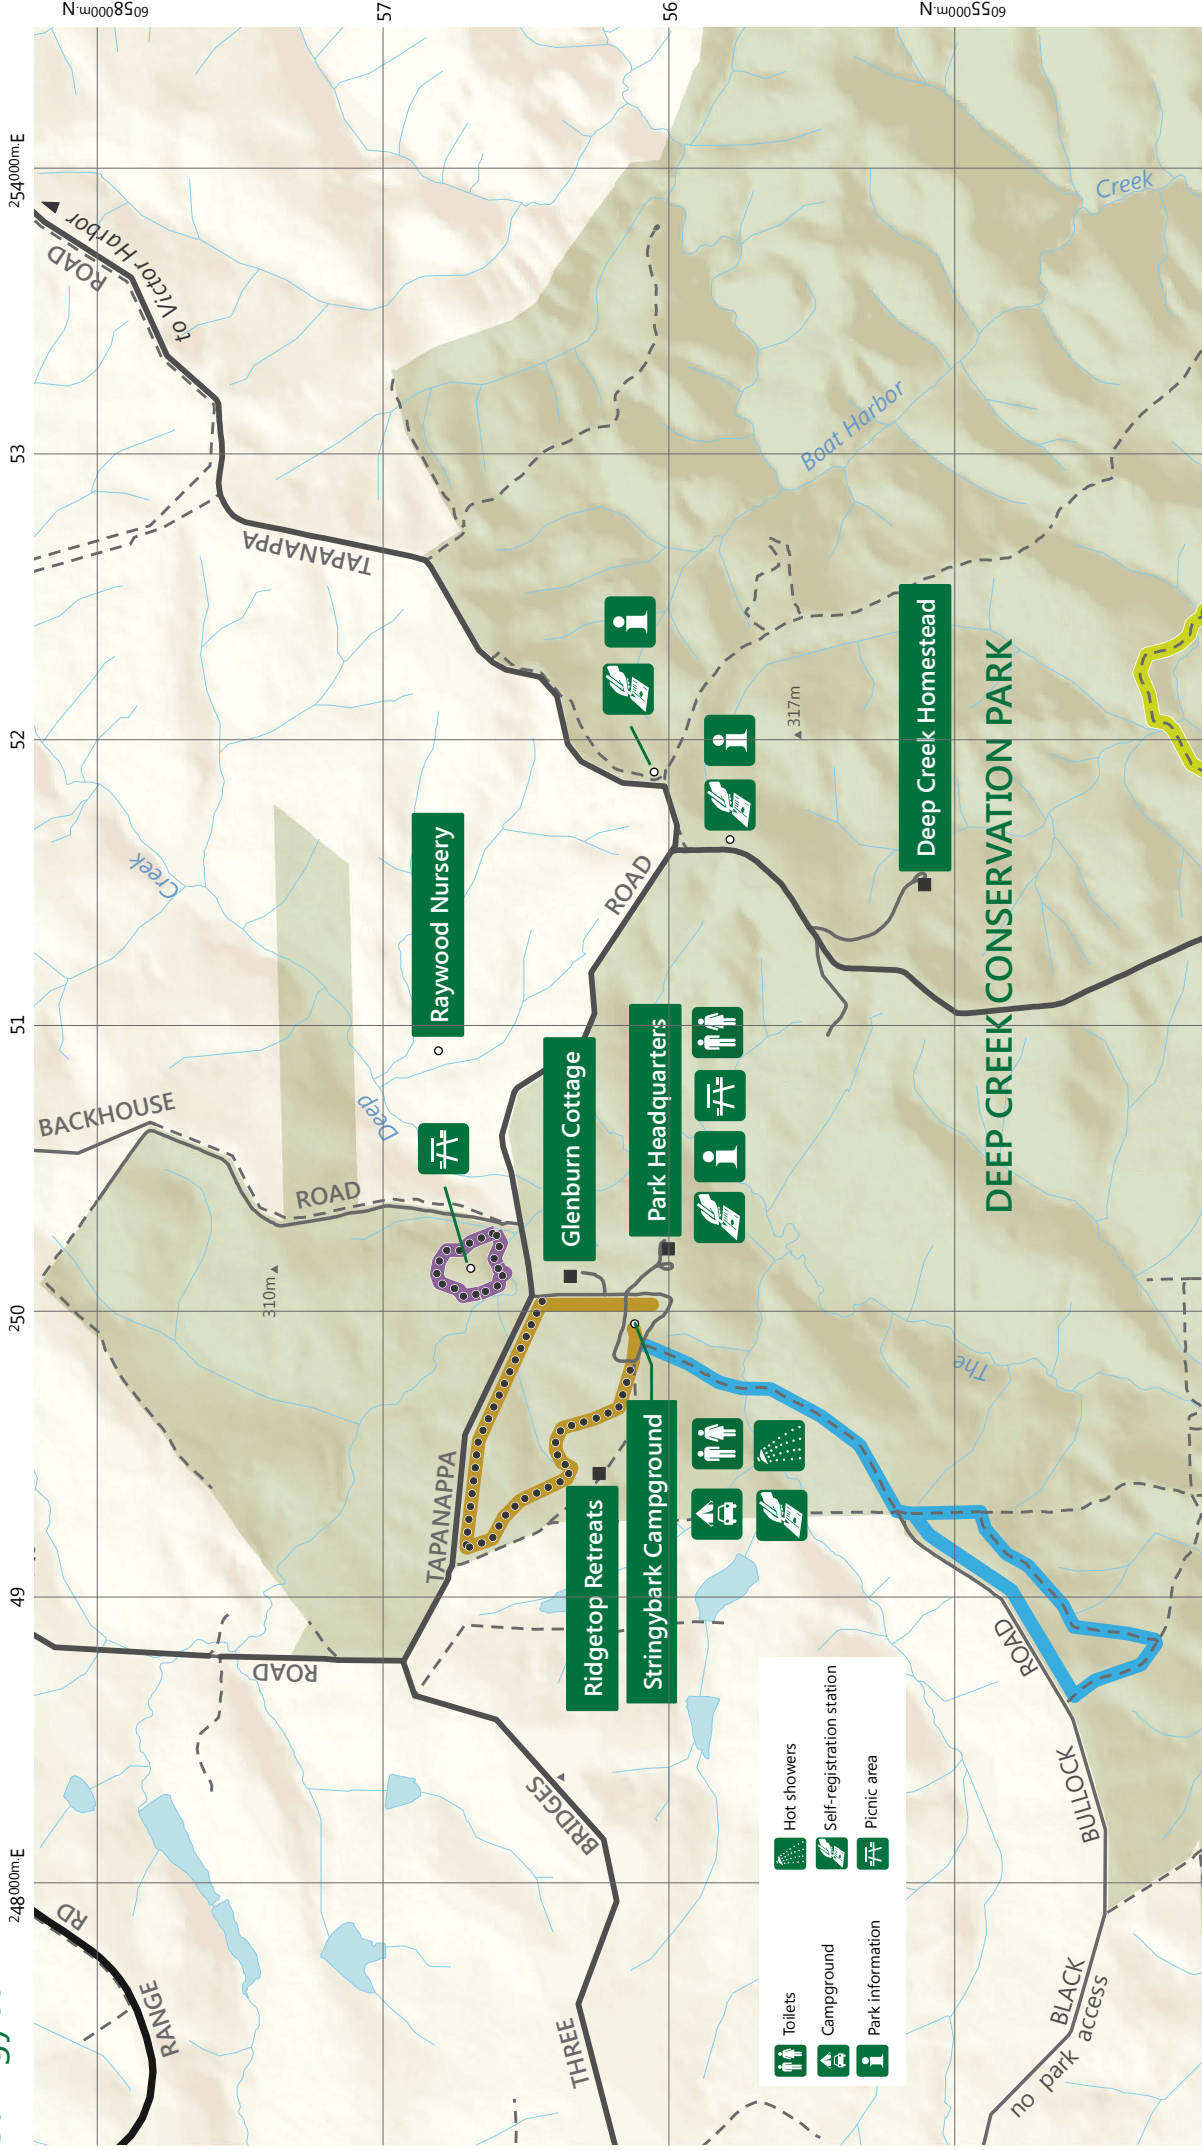 248000m.E
49
250
51
52
53
254000m.E
6058000m.N
57
56
6055000m.N
RANGE
RD
ROAD
TAPANAPPA
BACKHOUSE
ROAD
310m
Deep
Creek
Raywood Nursery
TAPANAPPA
ROAD
to Victor Harbor
THREE
BRIDGES
Glenburn Cottage
Ridgetop Retreats
Stringybark Campground
Park Headquarters
ROAD
317m
Boat Harbor
Creek
Deep Creek Homestead
DEEP CREEK CONSERVATION PARK
The
ROAD
BULLOCK
BLACK
no park access
Toilets
Campground
Park information
Hot showers
Self-registration station
Picnic area